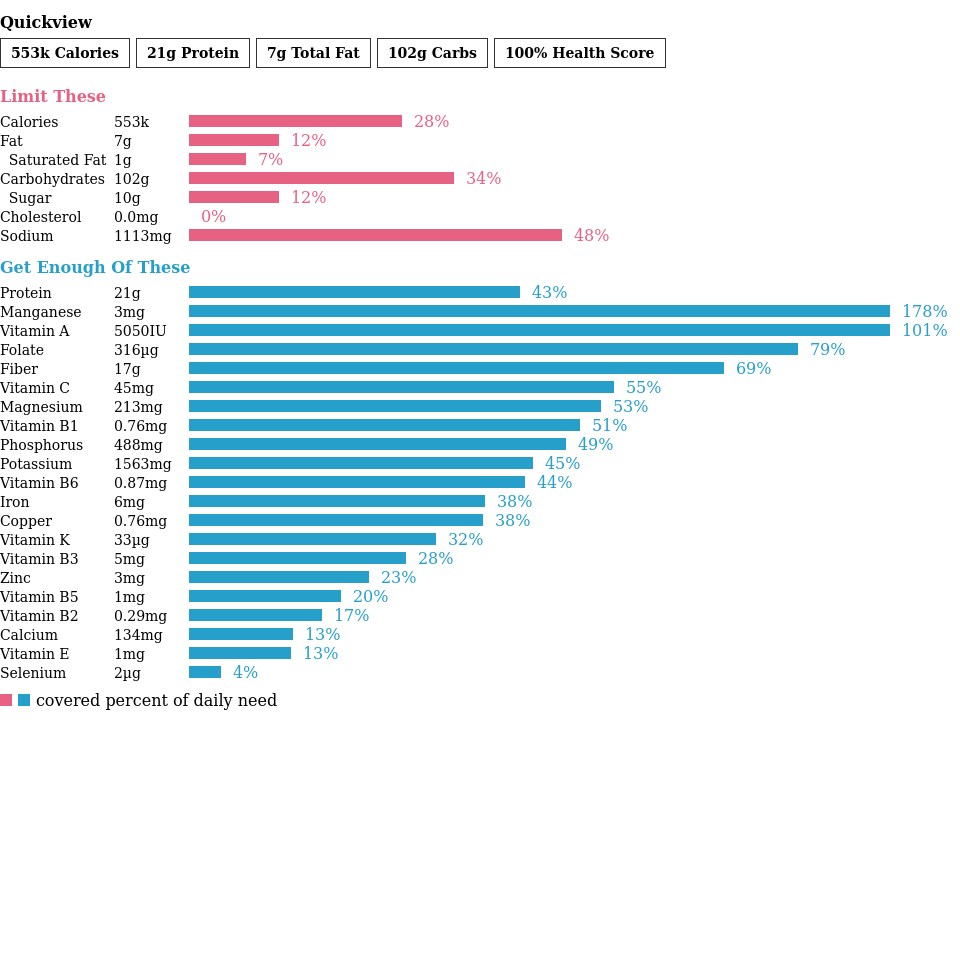 Quickview
553k Calories 21g Protein 7g Total Fat 102g Carbs 100% Health Score
Limit These
Calories 553k 28%
Fat 7g 12%
Saturated Fat 1g 7%
Carbohydrates 102g 34%
Sugar 10g 12%
Cholesterol 0.0mg 0%
Sodium 1113mg 48%
Get Enough Of These
Protein 21g 43%
Manganese 3mg 178%
Vitamin A 5050IU 101%
Folate 316µg 79%
Fiber 17g 69%
Vitamin C 45mg 55%
Magnesium 213mg 53%
Vitamin B1 0.76mg 51%
Phosphorus 488mg 49%
Potassium 1563mg 45%
Vitamin B6 0.87mg 44%
Iron 6mg 38%
Copper 0.76mg 38%
Vitamin K 33µg 32%
Vitamin B3 5mg 28%
Zinc 3mg 23%
Vitamin B5 1mg 20%
Vitamin B2 0.29mg 17%
Calcium 134mg 13%
Vitamin E 1mg 13%
Selenium 2µg 4%
covered percent of daily need